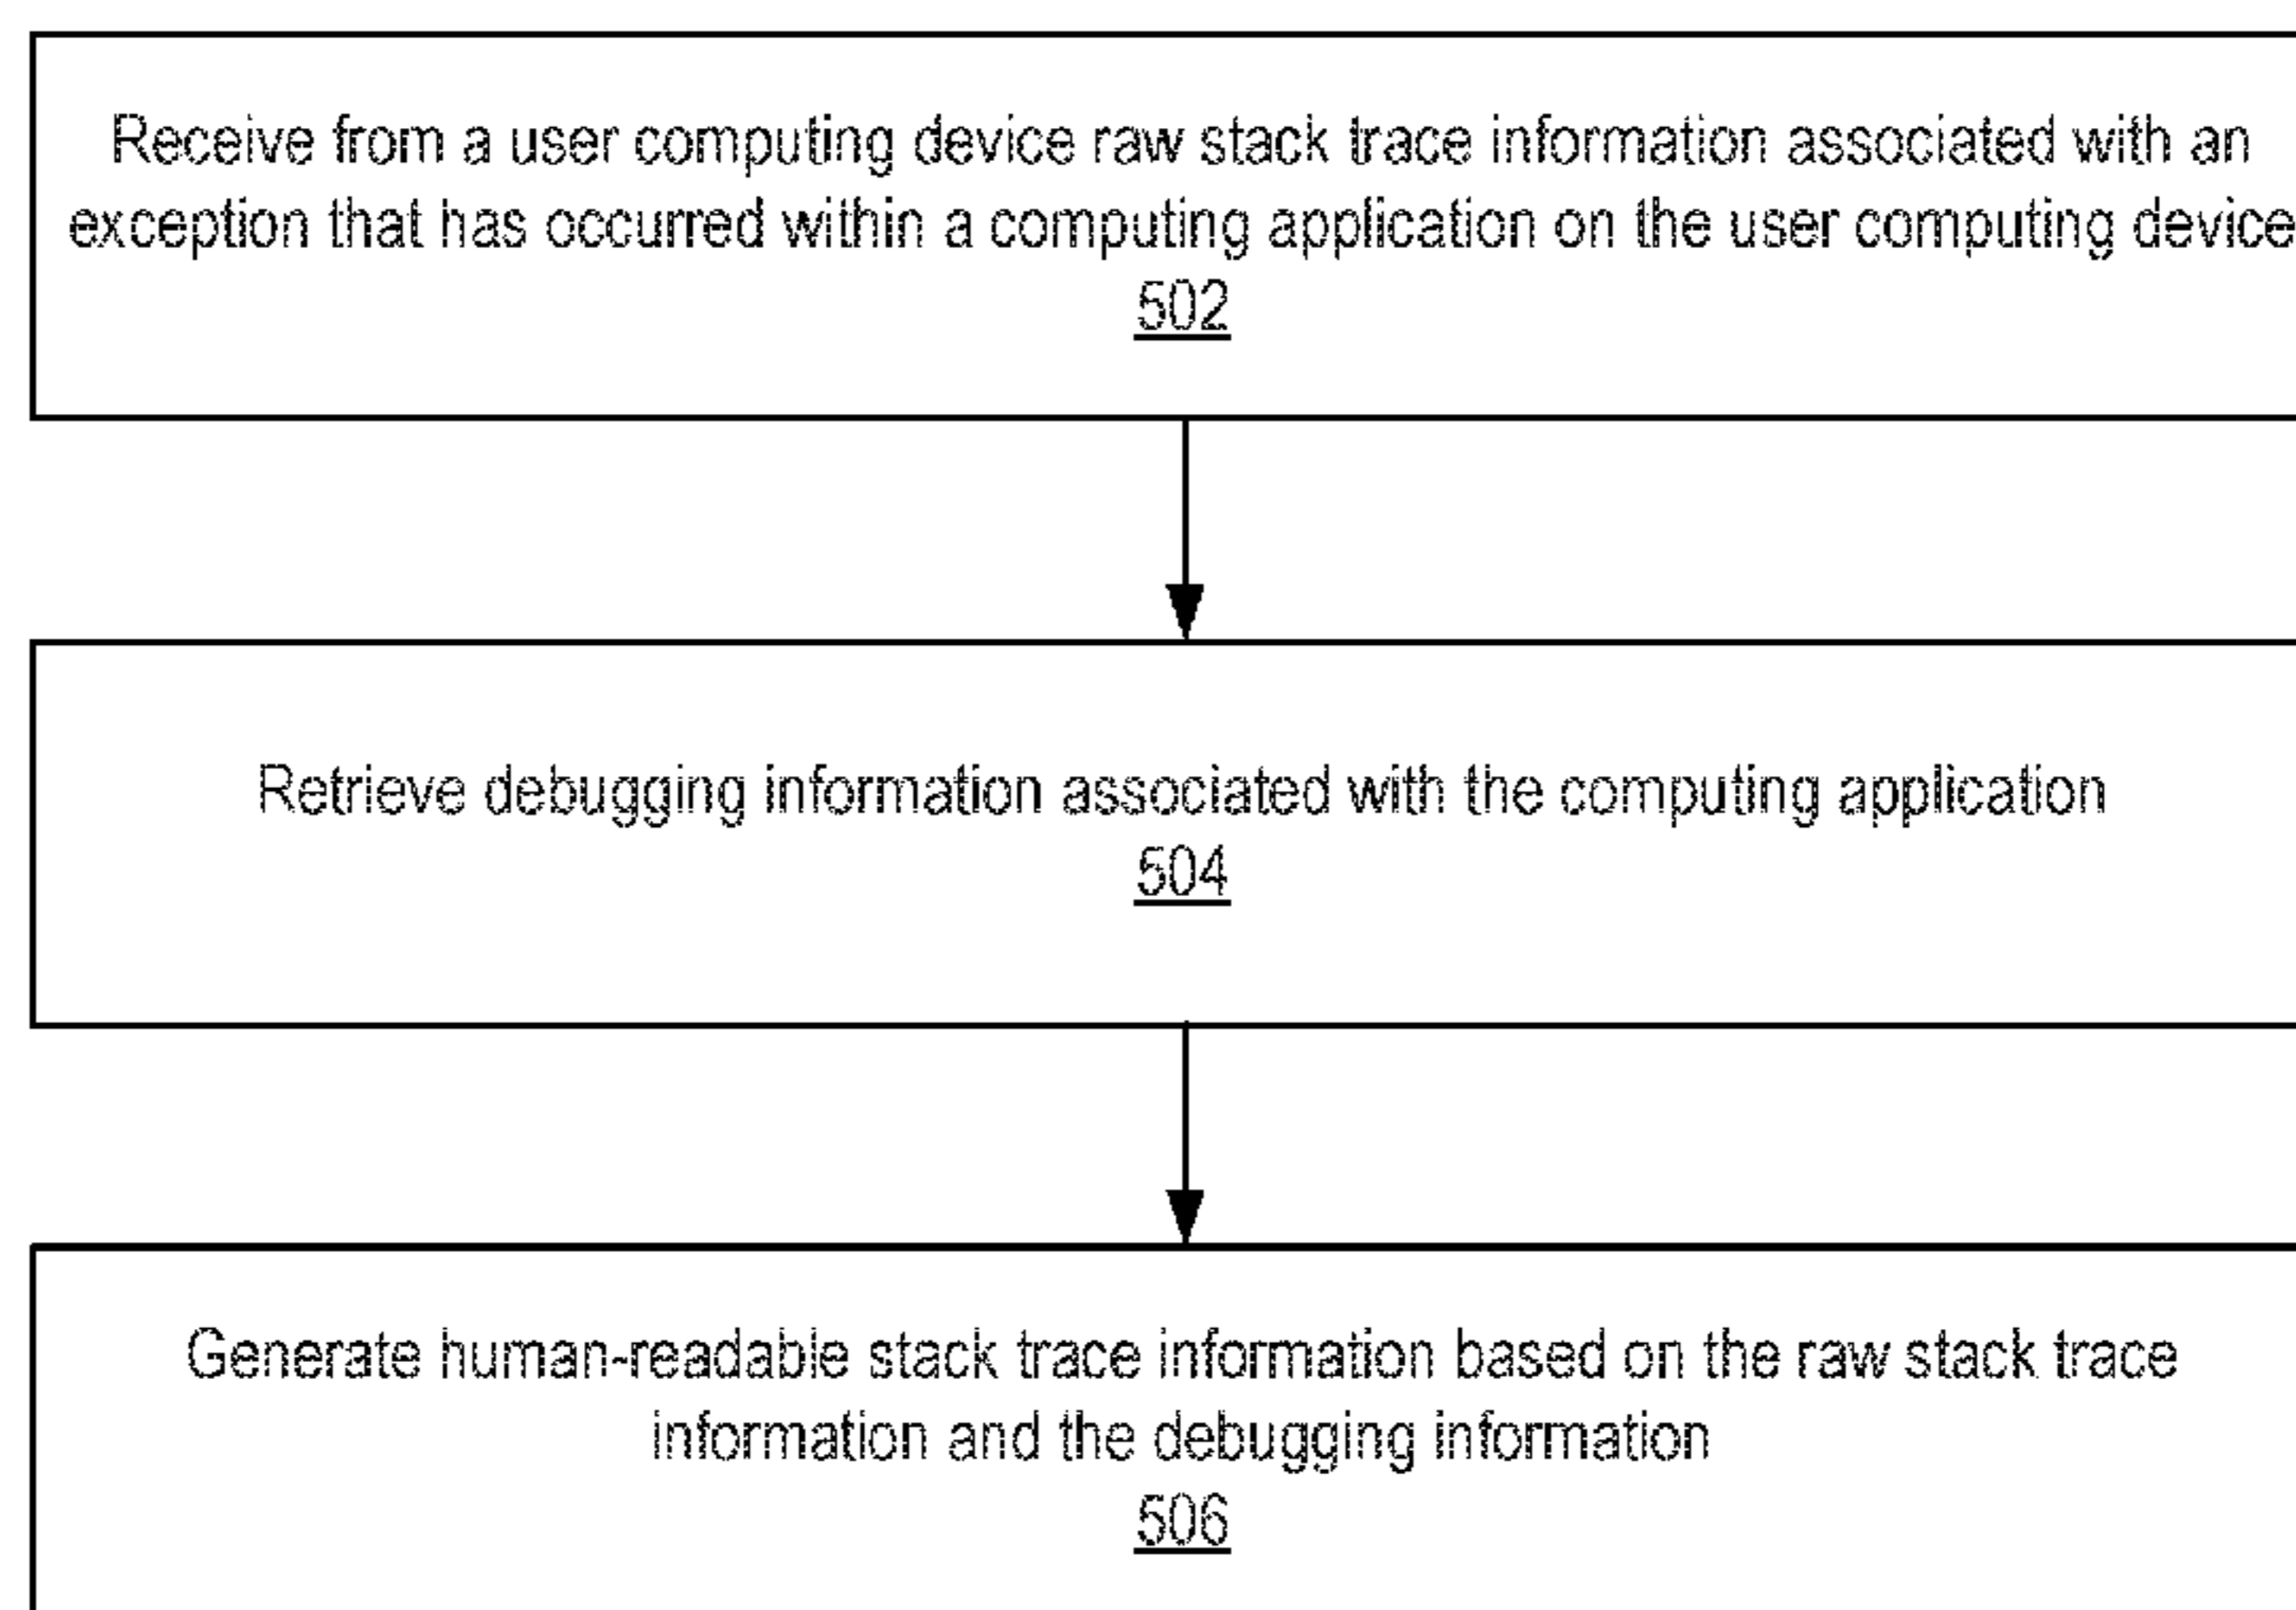 Receive from a user computing device raw stack trace information associated with an
exception that has occurred within a computing application on the user computing device
502
Retrieve debugging information associated with the computing application
504
Generate human-readable stack trace information based on the raw stack trace
information and the debugging information
506